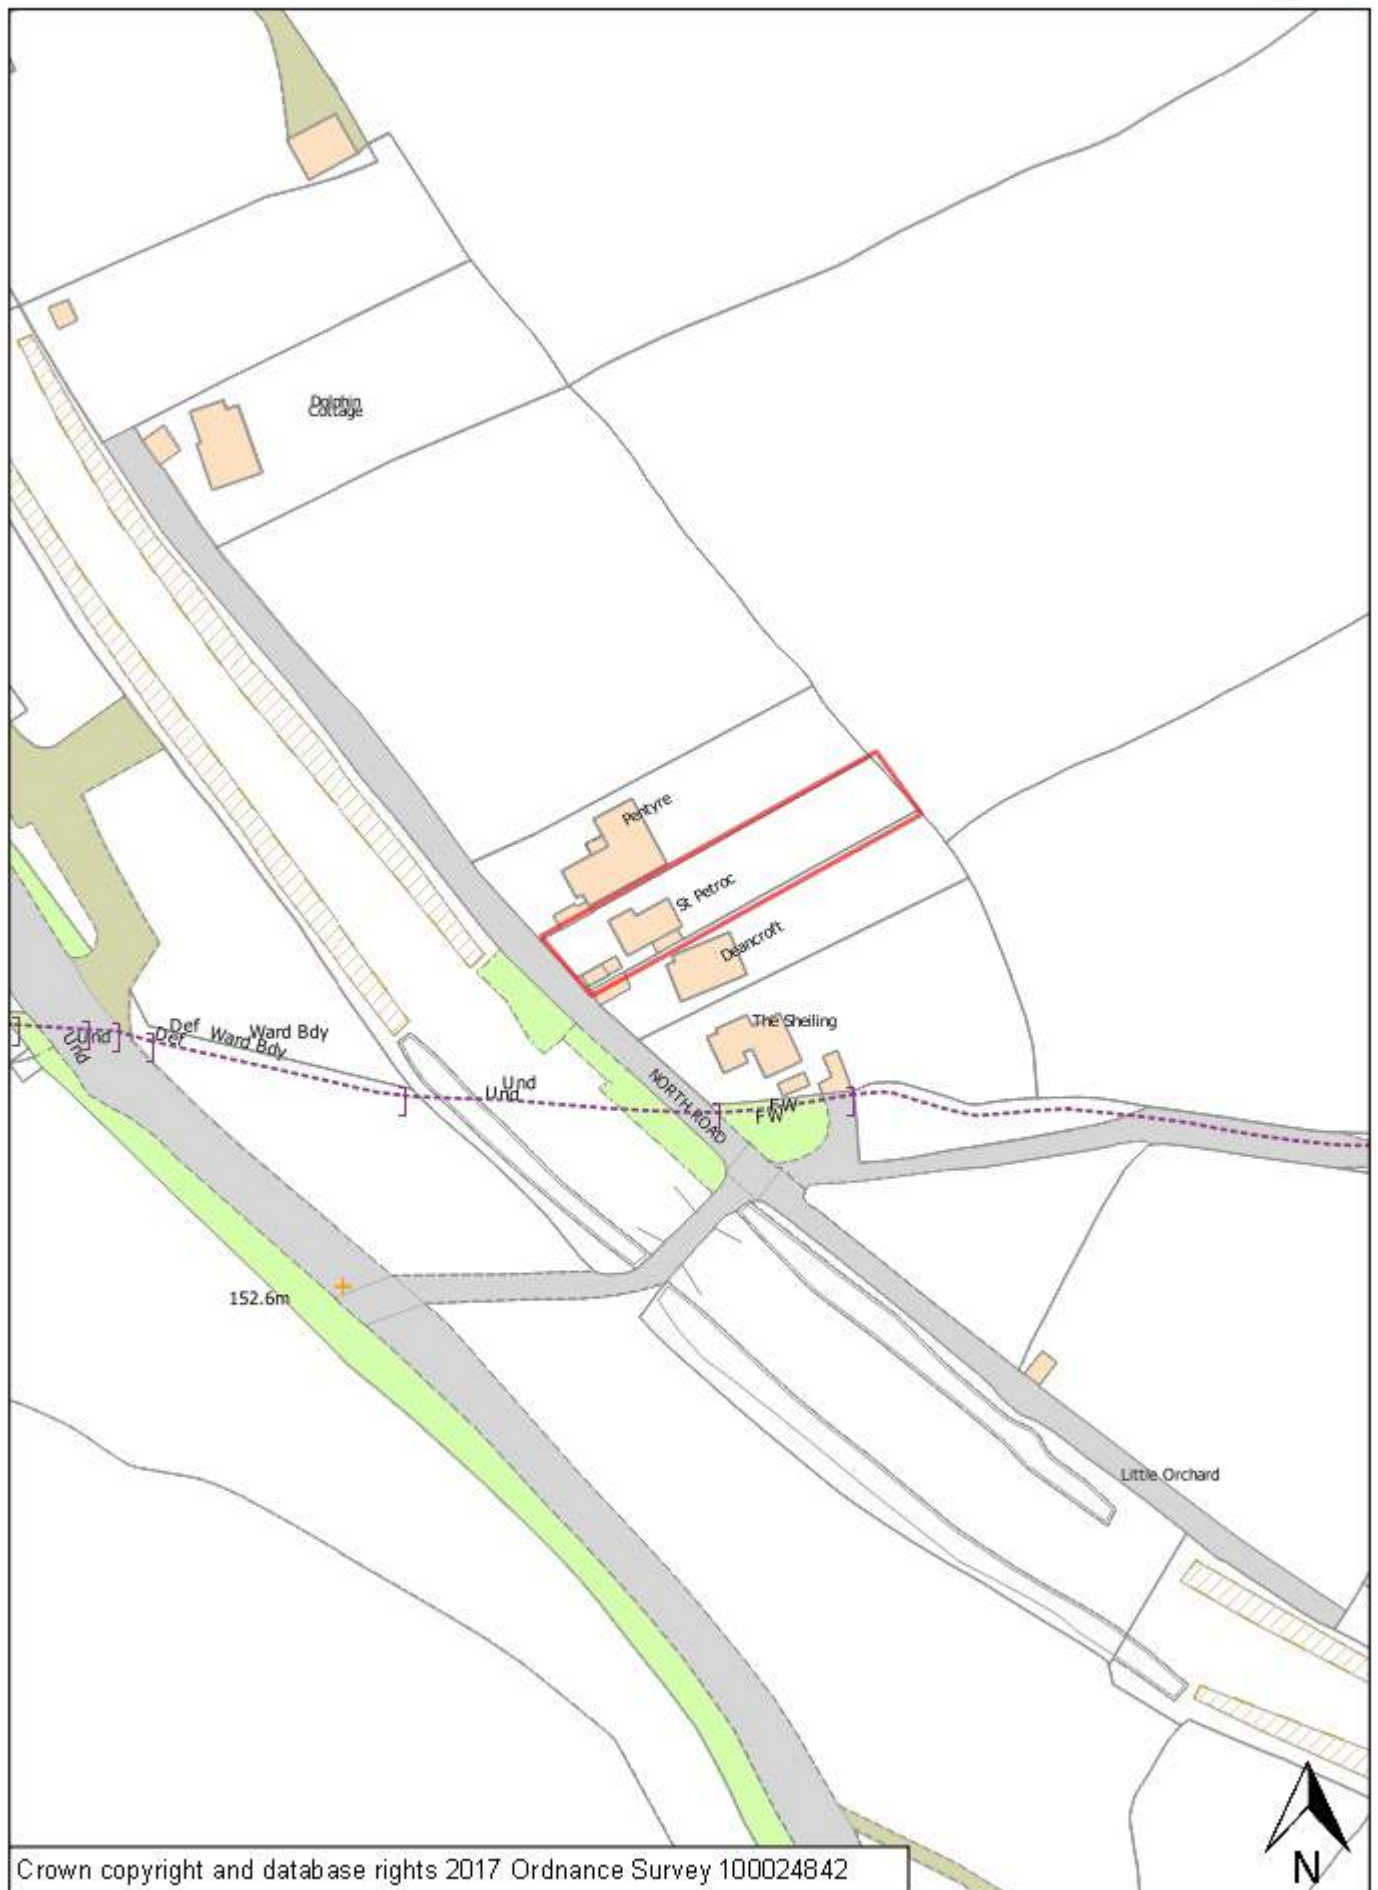 Dolphin
Cottage
Pentyre
St Petroc
Deancroft
The Sheiling
Und
Und
Def
Def
Ward Bdy
Ward Bdy
Und
Und
NORTH ROAD
FW
FW
152.6m
Little Orchard
N
Crown copyright and database rights 2017 Ordnance Survey 100024842